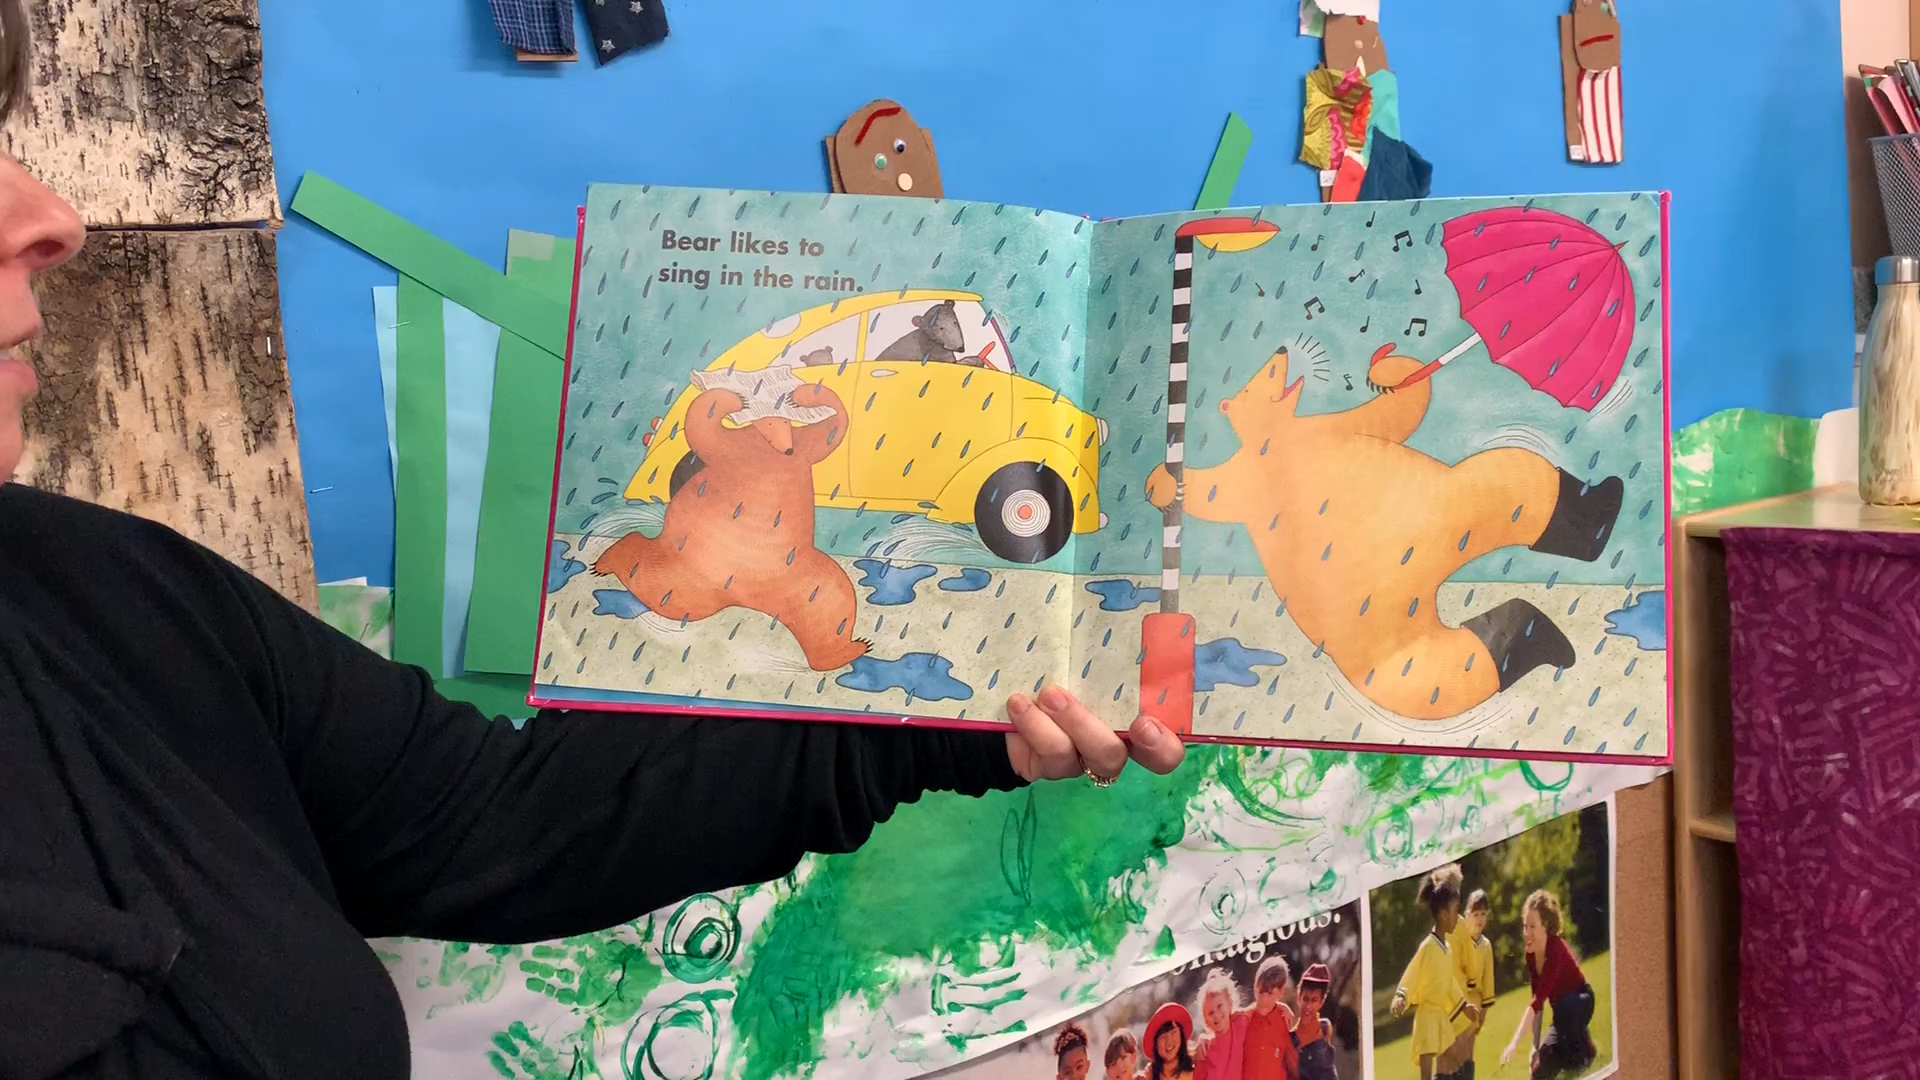 Bear likes to
sing in the rain.